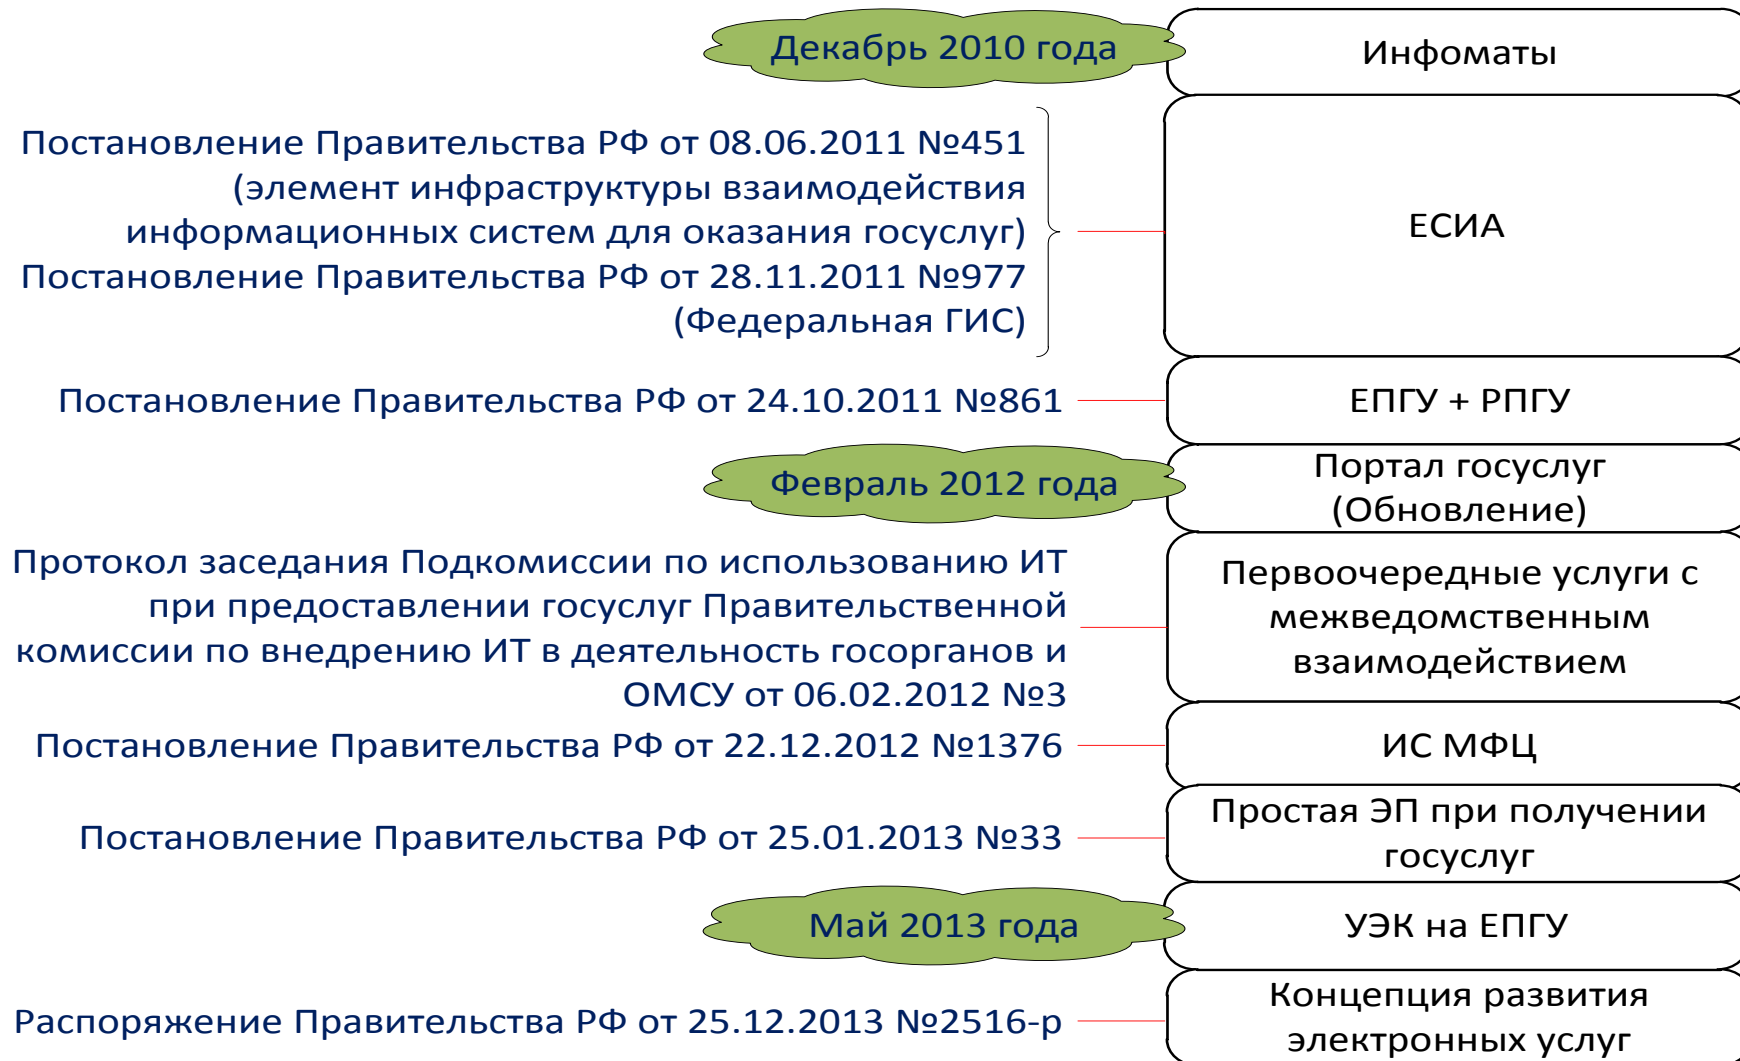 Декабрь 2010 года
Инфоматы
Постановление Правительства РФ от 08.06.2011 №451
(элемент инфраструктуры взаимодействия
информационных систем для оказания госуслуг)
Постановление Правительства РФ от 28.11.2011 №977
(Федеральная ГИС)
ЕСИА
Постановление Правительства РФ от 24.10.2011 №861
ЕПГУ + РПГУ
Февраль 2012 года
Портал госуслуг
(Обновление)
Протокол заседания Подкомиссии по использованию ИТ
при предоставлении госуслуг Правительственной
комиссии по внедрению ИТ в деятельность госорганов и
ОМСУ от 06.02.2012 №3
Первоочередные услуги с
межведомственным
взаимодействием
Постановление Правительства РФ от 22.12.2012 №1376
ИС МФЦ
Постановление Правительства РФ от 25.01.2013 №33
Простая ЭП при получении
госуслуг
Май 2013 года
УЭК на ЕПГУ
Распоряжение Правительства РФ от 25.12.2013 №2516-р
Концепция развития
электронных услуг